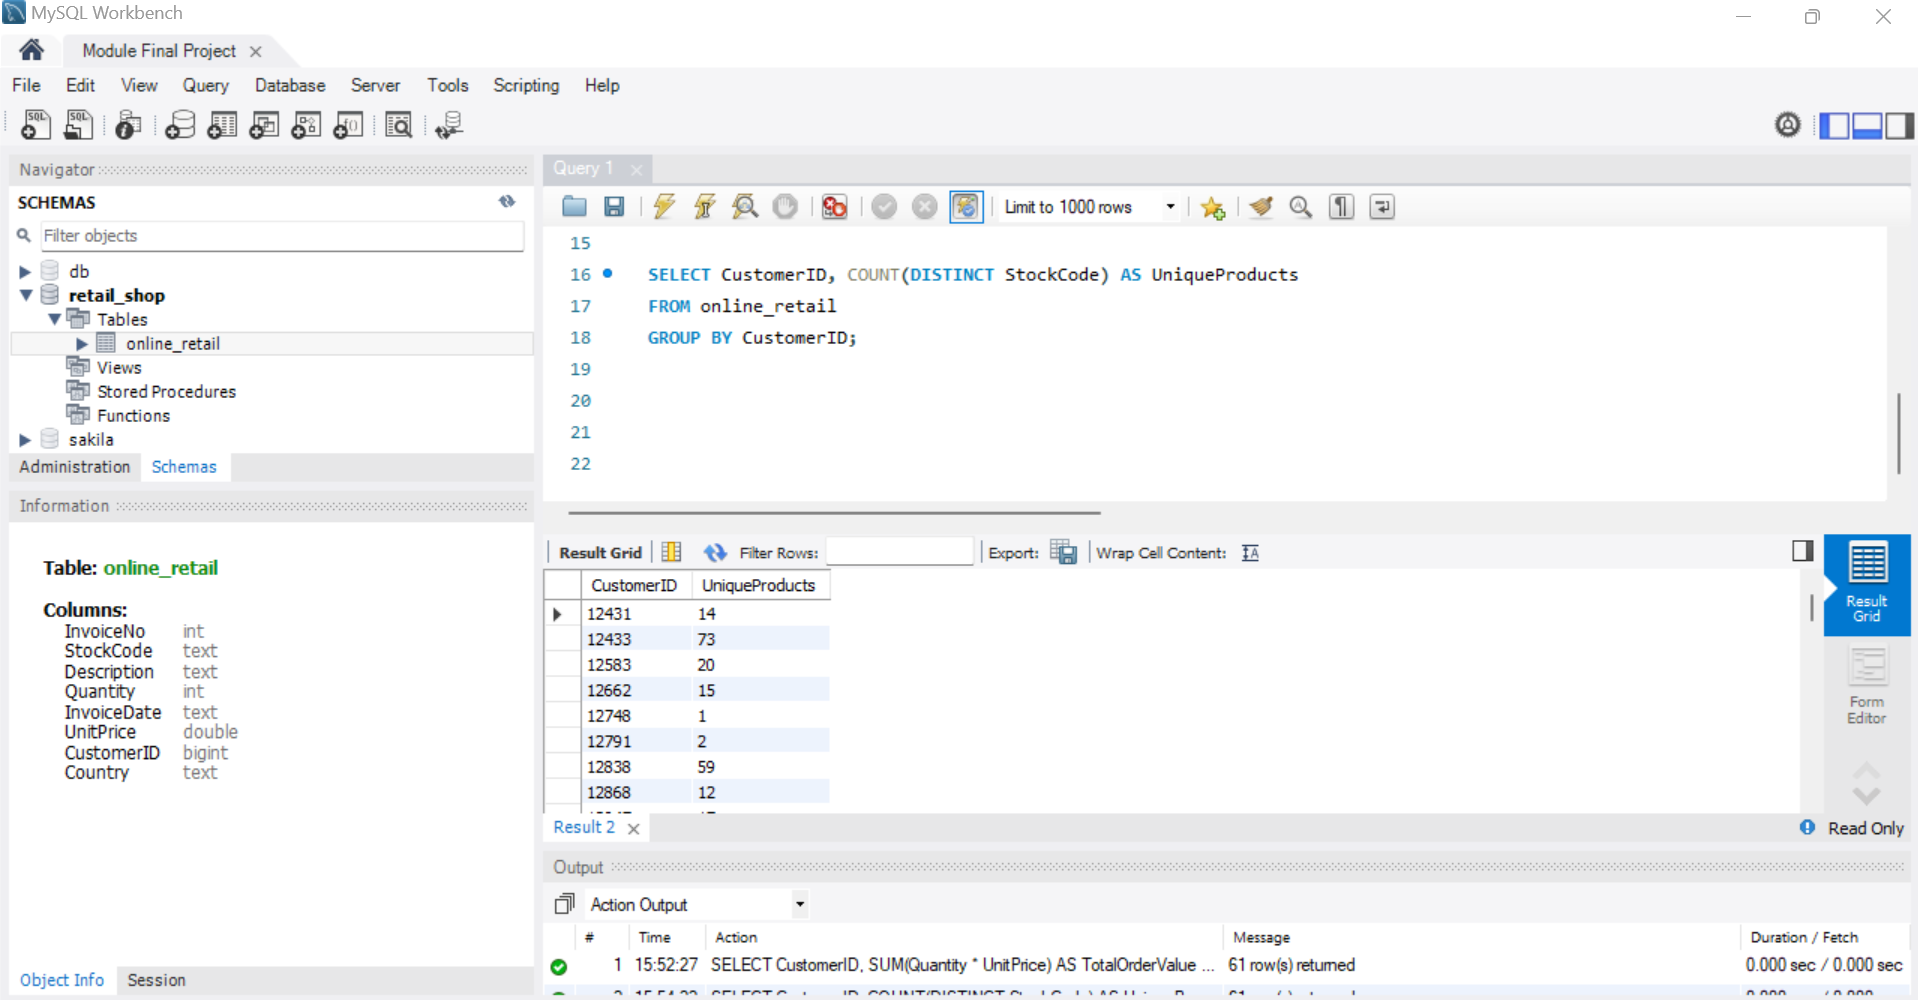 MySQL Workbench
Module Final Project
File Edit View Query Database Server Tools Scripting Help
Navigator
SCHEMAS
Filter objects
db
retail_shop
Tables
online_retail
Views
Stored Procedures
Functions
sakila
Administration Schemas
Information
Table: online_retail
Columns:
InvoiceNo int
StockCode text
Description text
Quantity int
InvoiceDate text
UnitPrice double
CustomerID bigint
Country text
Object Info Session
Query 1
Limit to 1000 rows
15
16 SELECT CustomerID, COUNT(DISTINCT StockCode) AS UniqueProducts
17 FROM online_retail
18 GROUP BY CustomerID;
19
20
21
22
Result Grid Filter Rows: Export: Wrap Cell Content:
CustomerID UniqueProducts
12431 14
12433 73
12583 20
12662 15
12748 1
12791 2
12838 59
12868 12
Result Grid
Form Editor
Result 2
Read Only
Output
Action Output
# Time Action Message Duration / Fetch
1 15:52:27 SELECT CustomerID, SUM(Quantity * UnitPrice) AS TotalOrderValue ... 61 row(s) returned 0.000 sec / 0.000 sec